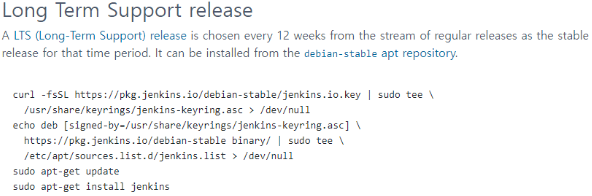 Long Term Support release
A LTS (Long-Term Support) release is chosen every 12 weeks from the stream of regular releases as the stable
release for that time period. It can be installed from the debian-stable apt repository.
curl -fsSL https://pkg.jenkins.io/debian-stable/jenkins.io.key | sudo tee \
  /usr/share/keyrings/jenkins-keyring.asc > /dev/null
echo deb [signed-by=/usr/share/keyrings/jenkins-keyring.asc] \
  https://pkg.jenkins.io/debian-stable binary/ | sudo tee \
  /etc/apt/sources.list.d/jenkins.list > /dev/null
sudo apt-get update
sudo apt-get install jenkins